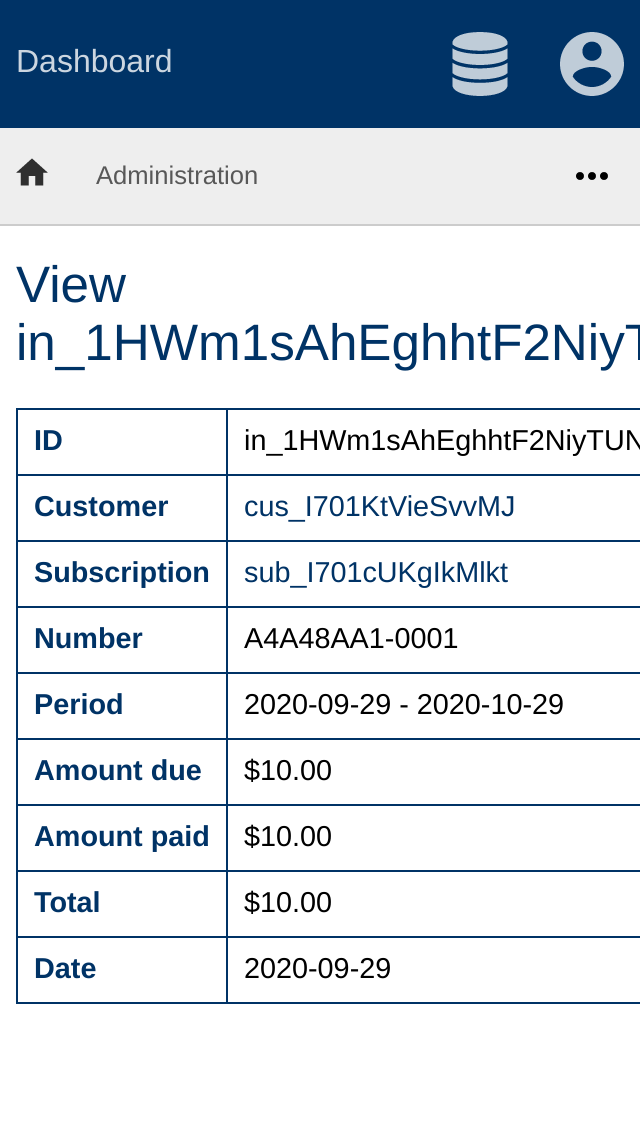 Dashboard
Administration
View
in_1HWm1sAhEghhtF2NiyT
ID in_1HWm1sAhEghhtF2NiyTUN
Customer cus_I701KtVieSvvMJ
Subscription sub_I701cUKgIkMlkt
Number A4A48AA1-0001
Period 2020-09-29 - 2020-10-29
Amount due $10.00
Amount paid $10.00
Total $10.00
Date 2020-09-29